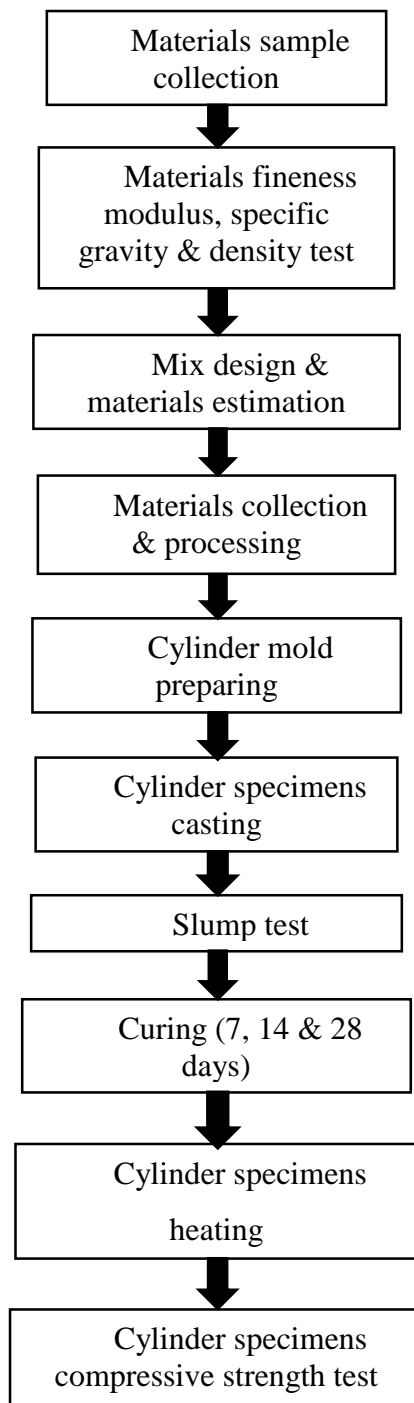 Materials sample
collection
Materials fineness
modulus, specific
gravity & density test
Mix design &
materials estimation
Materials collection
& processing
Cylinder mold
preparing
Cylinder specimens
casting
Slump test
Curing (7, 14 & 28
days)
Cylinder specimens
heating
Cylinder specimens
compressive strength test